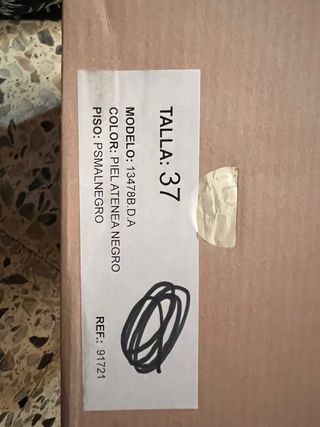 TALLA: 37
MODELO: 13478B.D.A
COLOR: PIEL ATENEA NEGRO
PISO: PSMALNEGRO
REF.: 91721